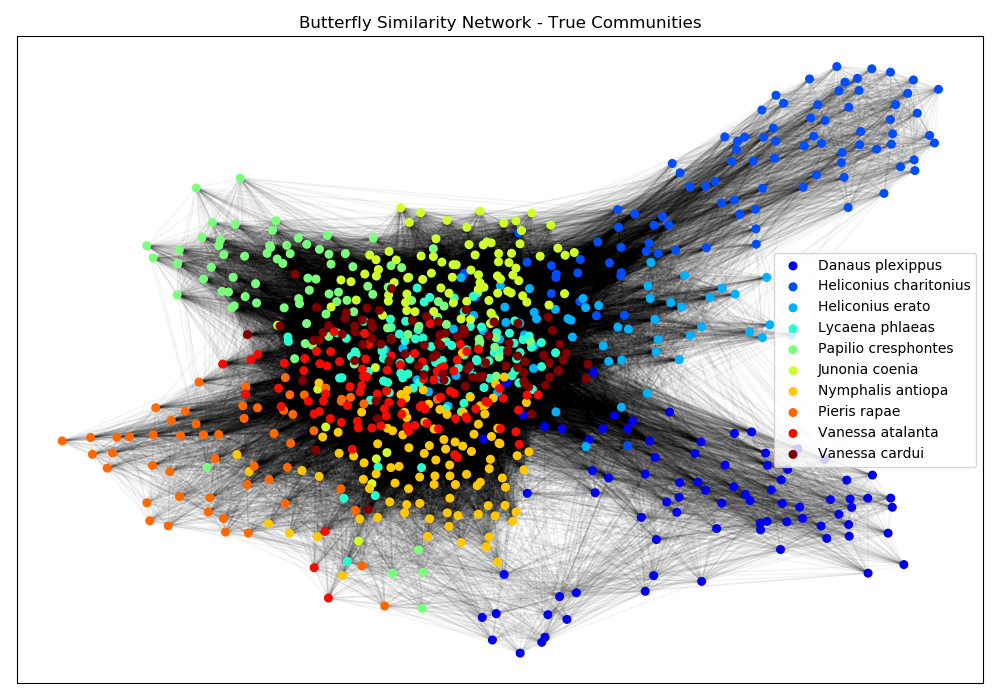 Butterfly Similarity Network - True Communities
Danaus plexippus
Heliconius charitonius
Heliconius erato
Lycaena phlaeas
Papilio cresphontes
Junonia coenia
Nymphalis antiopa
Pieris rapae
Vanessa atalanta
Vanessa cardui